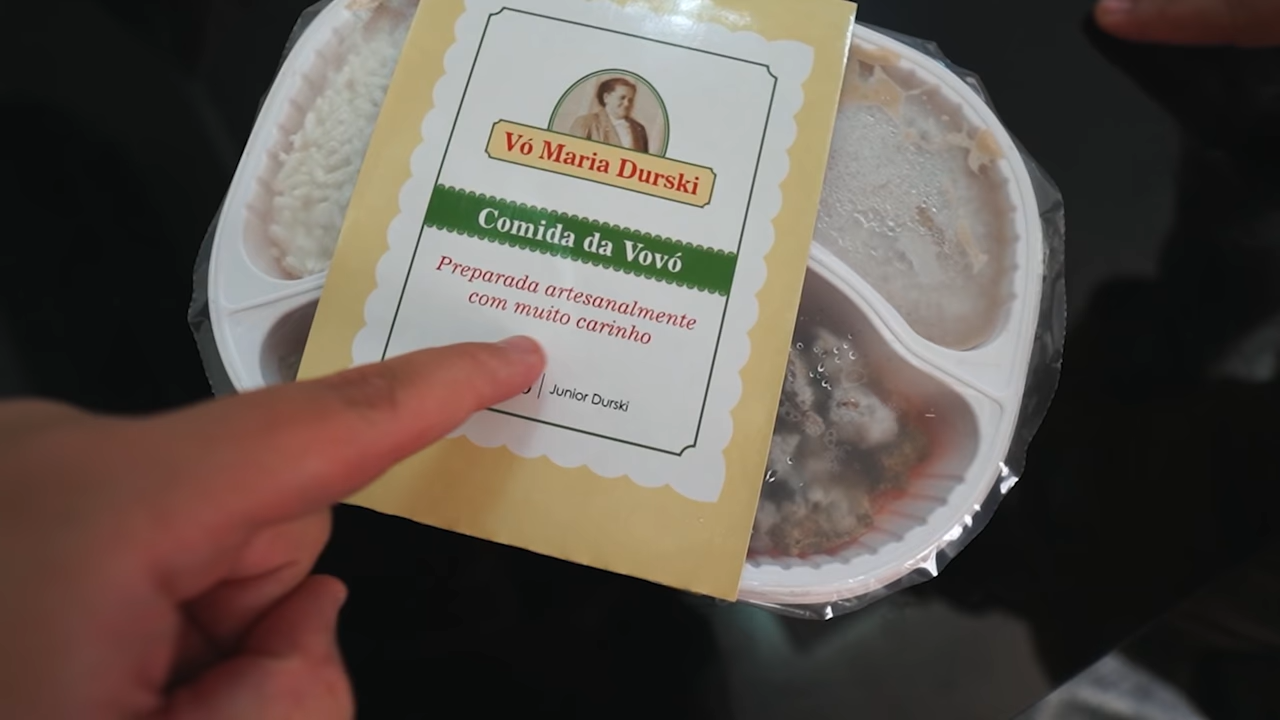 Vó Maria Durski
Comida da Vovó
Preparada artesanalmente
com muito carinho
Junior Durski